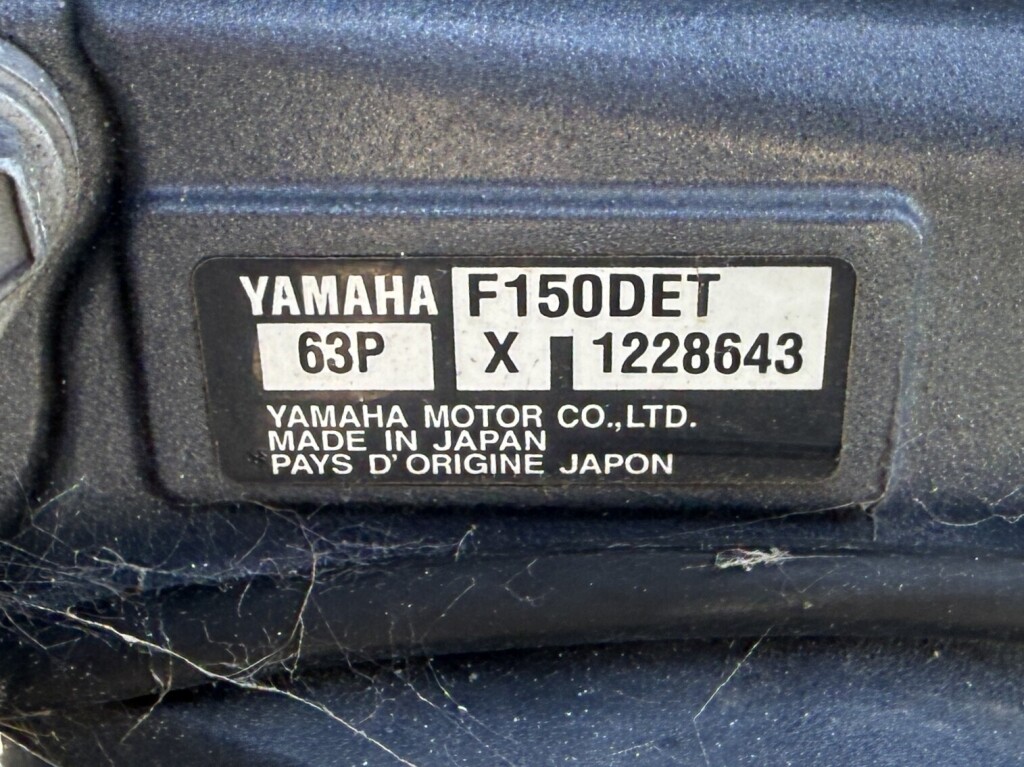 YAMAHA F150DET
63P X 1228643
YAMAHA MOTOR CO.,LTD.
MADE IN JAPAN
PAYS D'ORIGINE JAPON